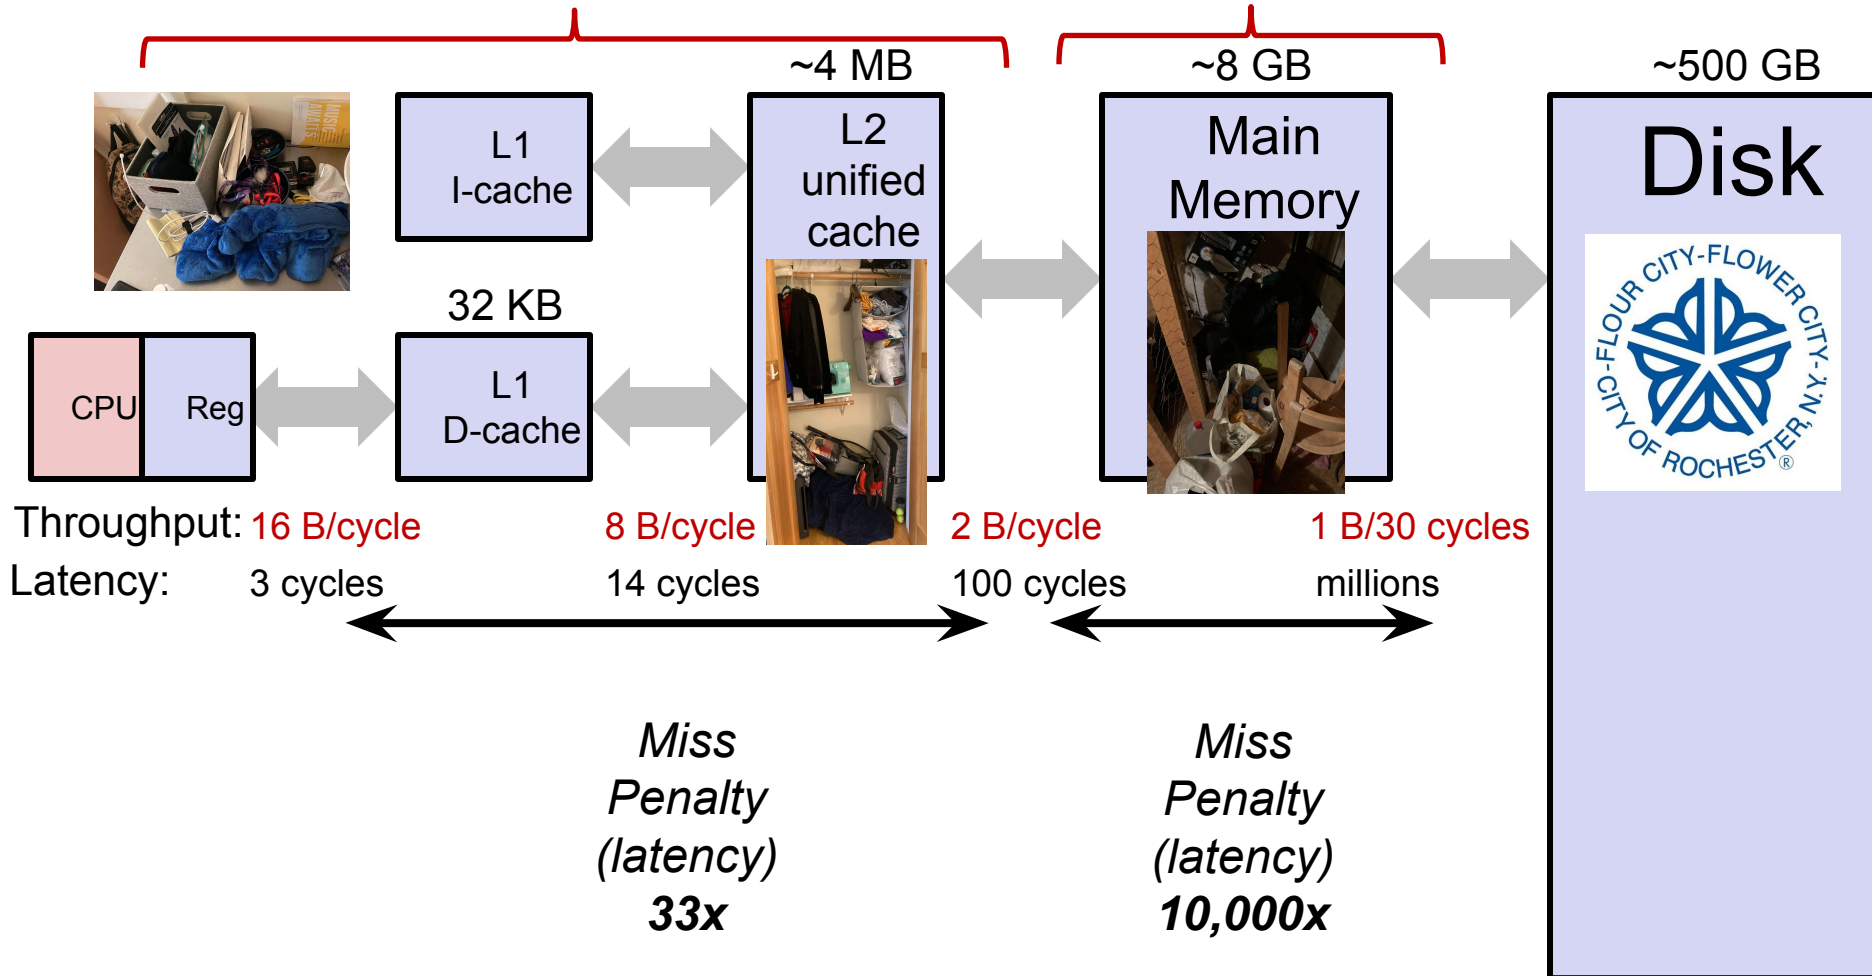 ~4 MB
~8 GB
~500 GB
MUSIC
AWAITS
L1
I-cache
L2
unified
cache
Main
Memory
Disk
32 KB
CPU
Reg
L1
D-cache
FLOUR CITY-FLOWER CITY-
CITY OF ROCHESTER, N.Y.
®
Throughput: 16 B/cycle 8 B/cycle 2 B/cycle 1 B/30 cycles
Latency: 3 cycles 14 cycles 100 cycles millions
Miss
Penalty
(latency)
33x
Miss
Penalty
(latency)
10,000x